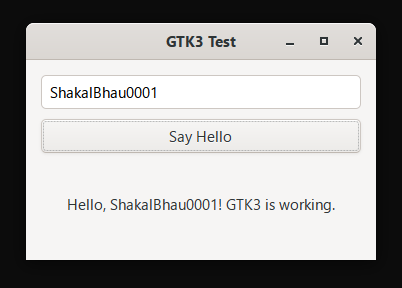 GTK3 Test
ShakalBhau0001
Say Hello
Hello, ShakalBhau0001! GTK3 is working.